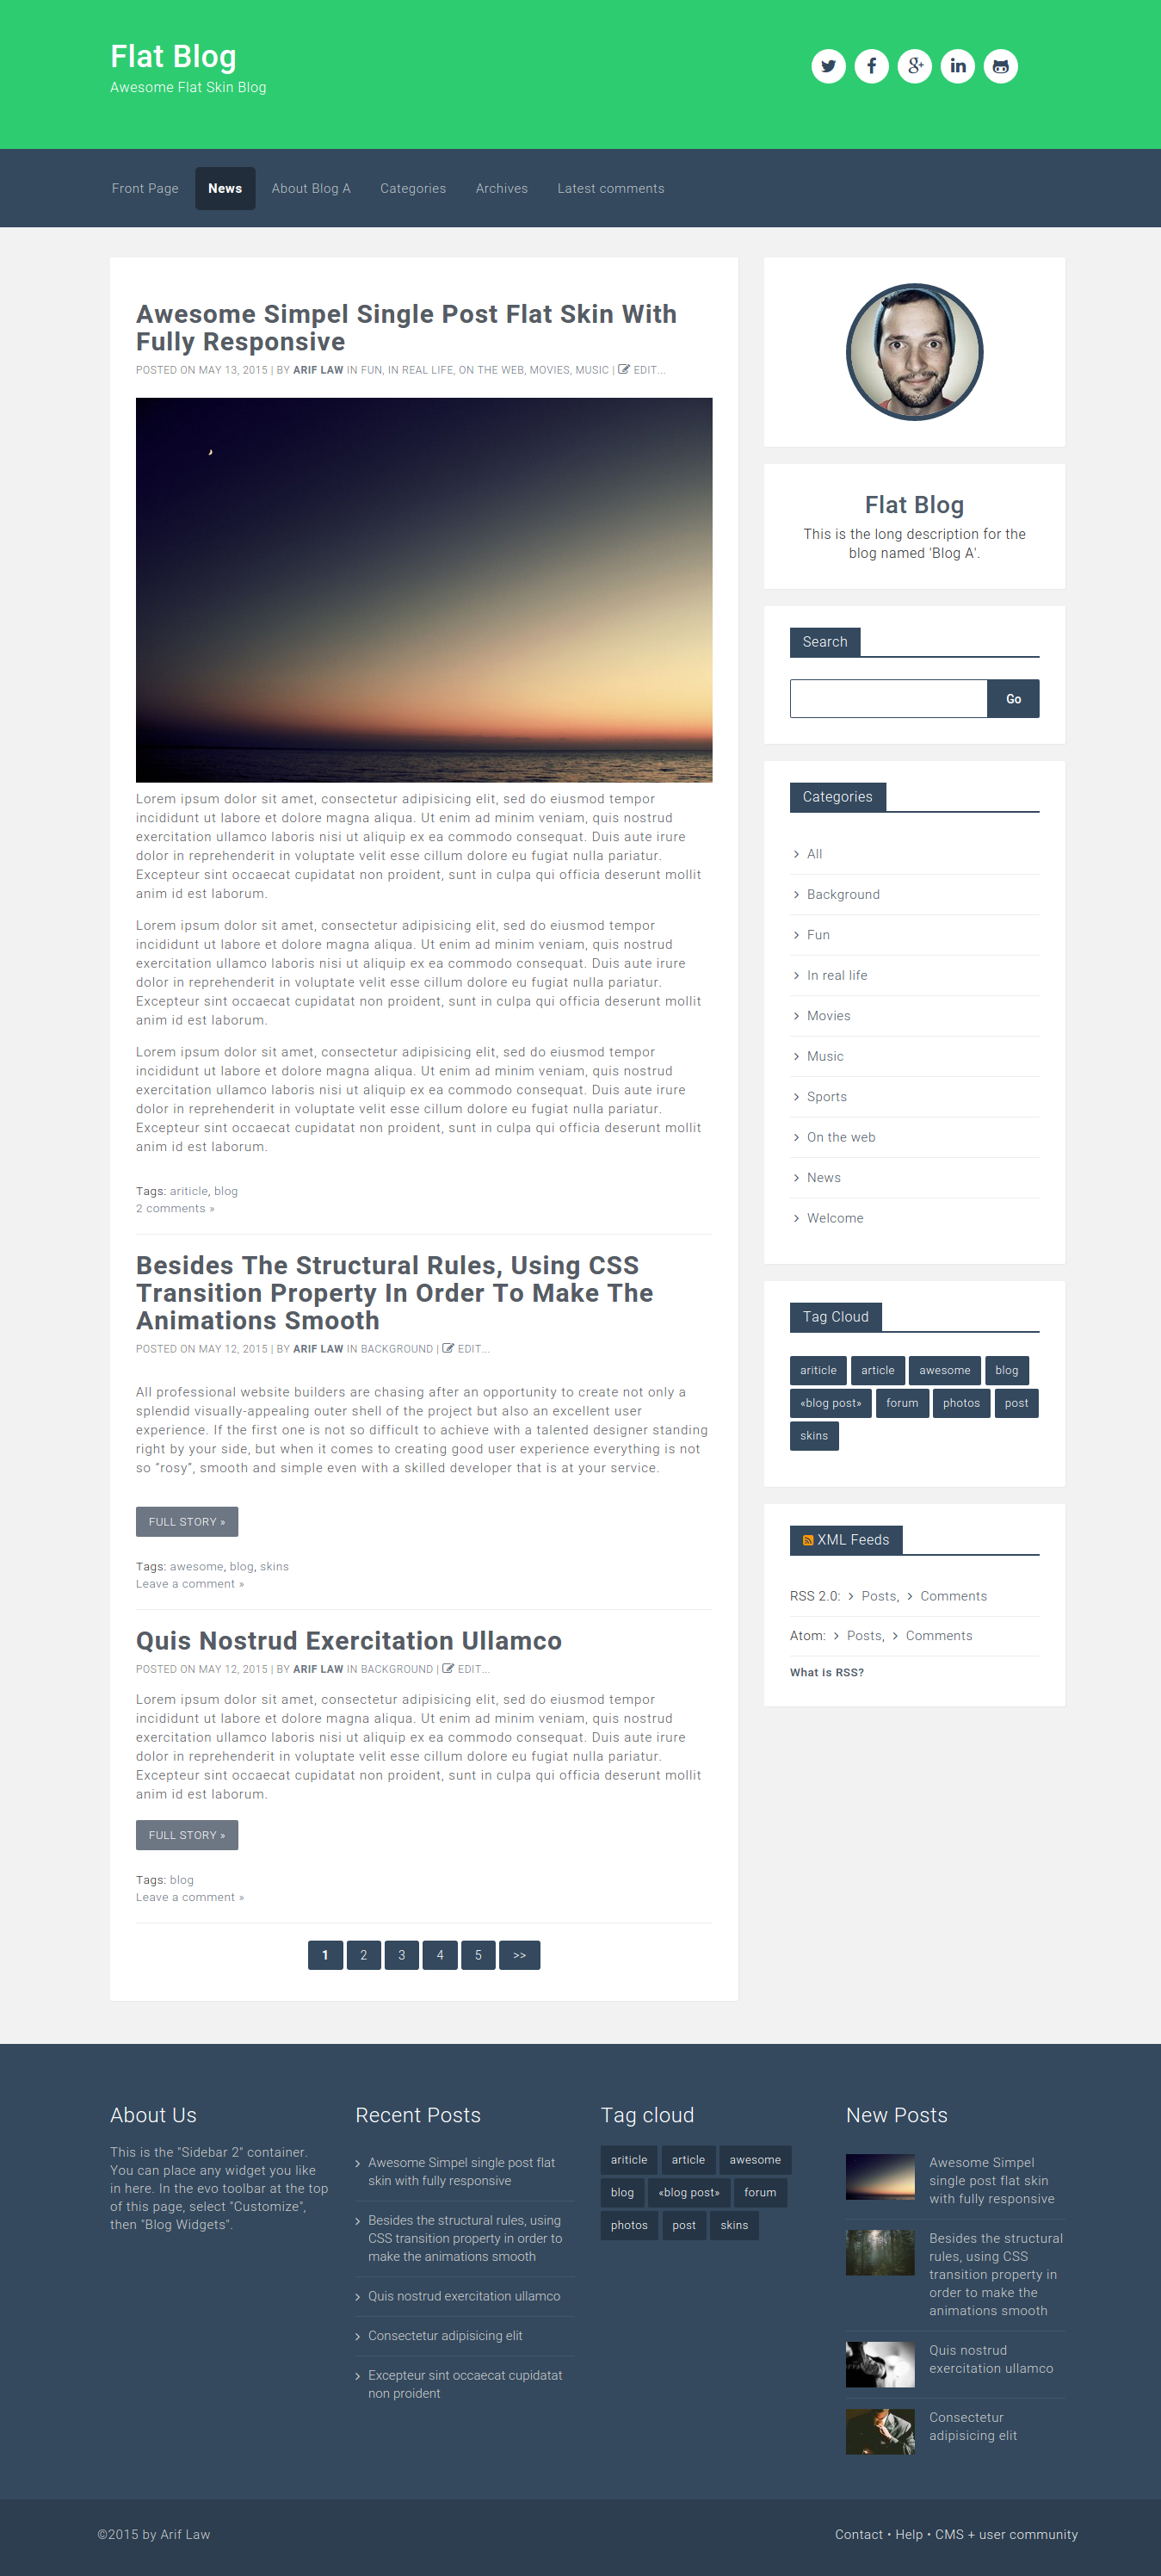 Flat Blog
Awesome Flat Skin Blog
Front Page
News
About Blog A
Categories
Archives
Latest comments
Awesome Simpel Single Post Flat Skin With
Fully Responsive
POSTED ON MAY 13, 2015 | BY ARIF LAW IN FUN, IN REAL LIFE, ON THE WEB, MOVIES, MUSIC | EDIT...
Lorem ipsum dolor sit amet, consectetur adipisicing elit, sed do eiusmod tempor
incididunt ut labore et dolore magna aliqua. Ut enim ad minim veniam, quis nostrud
exercitation ullamco laboris nisi ut aliquip ex ea commodo consequat. Duis aute irure
dolor in reprehenderit in voluptate velit esse cillum dolore eu fugiat nulla pariatur.
Excepteur sint occaecat cupidatat non proident, sunt in culpa qui officia deserunt mollit
anim id est laborum.
Lorem ipsum dolor sit amet, consectetur adipisicing elit, sed do eiusmod tempor
incididunt ut labore et dolore magna aliqua. Ut enim ad minim veniam, quis nostrud
exercitation ullamco laboris nisi ut aliquip ex ea commodo consequat. Duis aute irure
dolor in reprehenderit in voluptate velit esse cillum dolore eu fugiat nulla pariatur.
Excepteur sint occaecat cupidatat non proident, sunt in culpa qui officia deserunt mollit
anim id est laborum.
Lorem ipsum dolor sit amet, consectetur adipisicing elit, sed do eiusmod tempor
incididunt ut labore et dolore magna aliqua. Ut enim ad minim veniam, quis nostrud
exercitation ullamco laboris nisi ut aliquip ex ea commodo consequat. Duis aute irure
dolor in reprehenderit in voluptate velit esse cillum dolore eu fugiat nulla pariatur.
Excepteur sint occaecat cupidatat non proident, sunt in culpa qui officia deserunt mollit
anim id est laborum.
Tags: ariticle, blog
2 comments »
Besides The Structural Rules, Using CSS
Transition Property In Order To Make The
Animations Smooth
POSTED ON MAY 12, 2015 | BY ARIF LAW IN BACKGROUND | EDIT...
All professional website builders are chasing after an opportunity to create not only a
splendid visually-appealing outer shell of the project but also an excellent user
experience. If the first one is not so difficult to achieve with a talented designer standing
right by your side, but when it comes to creating good user experience everything is not
so “rosy”, smooth and simple even with a skilled developer that is at your service.
FULL STORY »
Tags: awesome, blog, skins
Leave a comment »
Quis Nostrud Exercitation Ullamco
POSTED ON MAY 12, 2015 | BY ARIF LAW IN BACKGROUND | EDIT...
Lorem ipsum dolor sit amet, consectetur adipisicing elit, sed do eiusmod tempor
incididunt ut labore et dolore magna aliqua. Ut enim ad minim veniam, quis nostrud
exercitation ullamco laboris nisi ut aliquip ex ea commodo consequat. Duis aute irure
dolor in reprehenderit in voluptate velit esse cillum dolore eu fugiat nulla pariatur.
Excepteur sint occaecat cupidatat non proident, sunt in culpa qui officia deserunt mollit
anim id est laborum.
FULL STORY »
Tags: blog
Leave a comment »
1 2 3 4 5 >>
Flat Blog
This is the long description for the
blog named 'Blog A'.
Search
Go
Categories
All
Background
Fun
In real life
Movies
Music
Sports
On the web
News
Welcome
Tag Cloud
ariticle article awesome blog
«blog post» forum photos post
skins
XML Feeds
RSS 2.0: Posts, Comments
Atom: Posts, Comments
What is RSS?
About Us
This is the "Sidebar 2" container.
You can place any widget you like
in here. In the evo toolbar at the top
of this page, select "Customize",
then "Blog Widgets".
Recent Posts
Awesome Simpel single post flat
skin with fully responsive
Besides the structural rules, using
CSS transition property in order to
make the animations smooth
Quis nostrud exercitation ullamco
Consectetur adipisicing elit
Excepteur sint occaecat cupidatat
non proident
Tag cloud
ariticle article awesome
blog «blog post» forum
photos post skins
New Posts
Awesome Simpel
single post flat skin
with fully responsive
Besides the structural
rules, using CSS
transition property in
order to make the
animations smooth
Quis nostrud
exercitation ullamco
Consectetur
adipisicing elit
©2015 by Arif Law
Contact • Help • CMS + user community